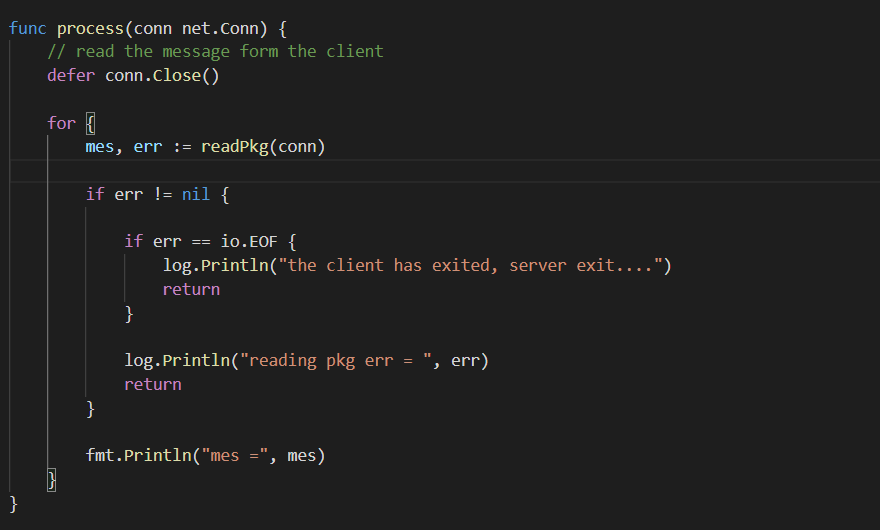 func process(conn net.Conn) {
// read the message form the client
defer conn.Close()
for {
mes, err := readPkg(conn)
if err != nil {
if err == io.EOF {
log.Println("the client has exited, server exit....")
return
}
log.Println("reading pkg err = ", err)
return
}
fmt.Println("mes =", mes)
}
}